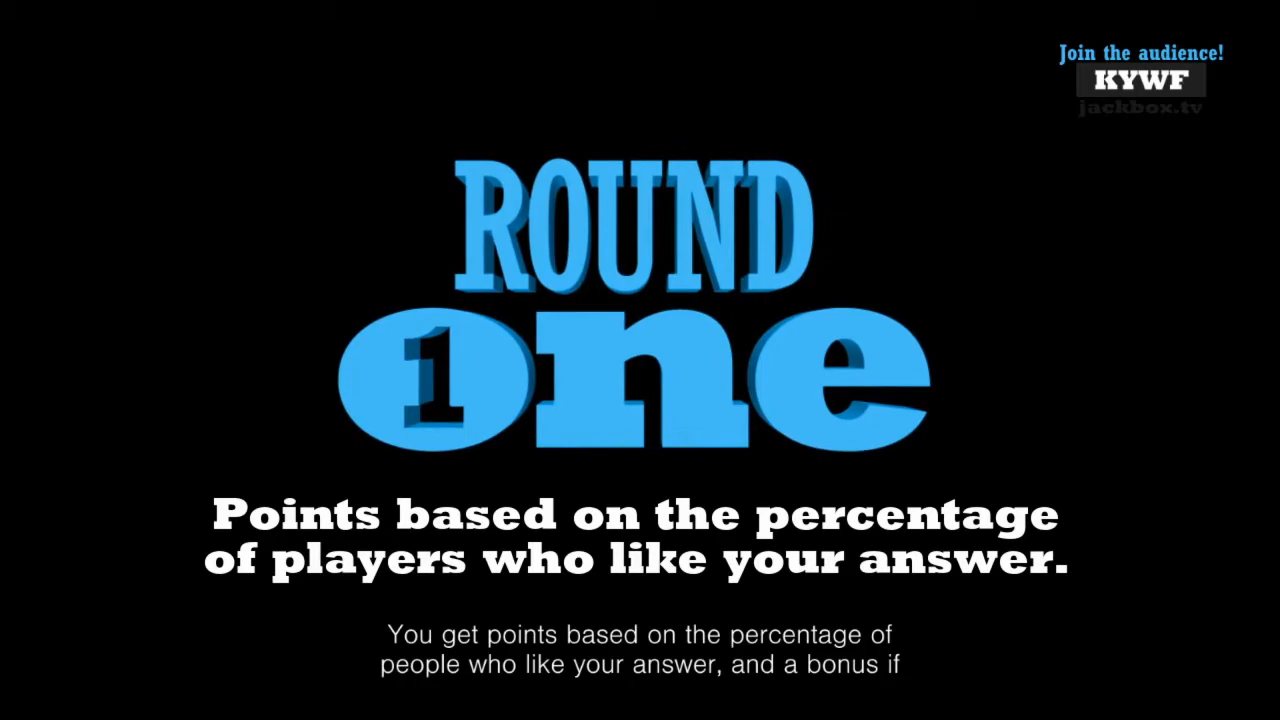 Join the audience!
KYWF
jackbox.tv
ROUND
One
1
Points based on the percentage
of players who like your answer.
You get points based on the percentage of
people who like your answer, and a bonus if